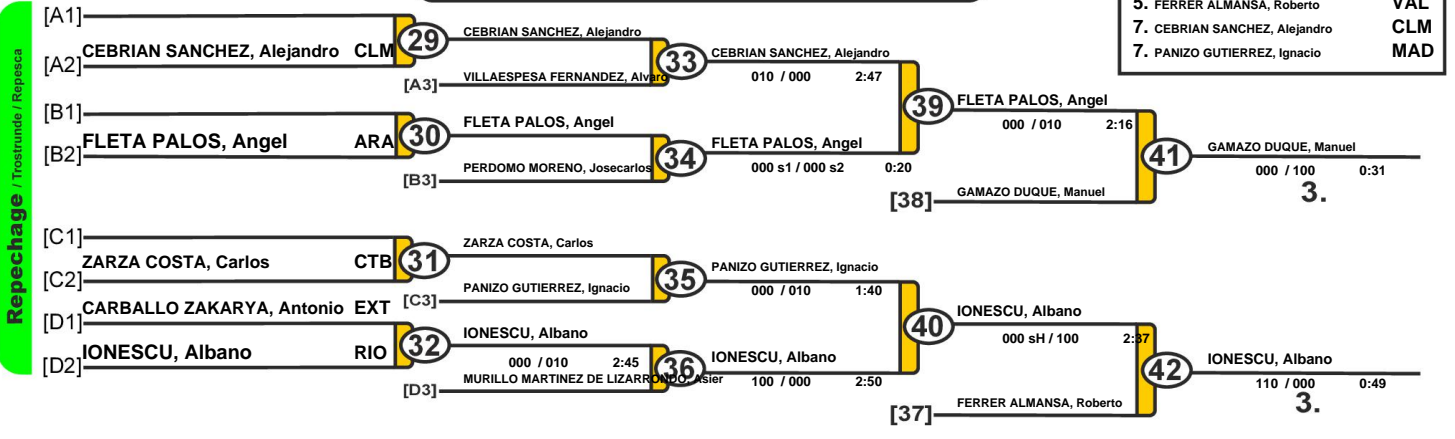 5. FERRER ALMANSA, Roberto VAL
7. CEBRIAN SANCHEZ, Alejandro CLM
7. PANIZO GUTIERREZ, Ignacio MAD
Repechage / Trostrunde / Repesca
[A1]
CEBRIAN SANCHEZ, Alejandro CLM
[A2]
29
CEBRIAN SANCHEZ, Alejandro
VILLAESPESA FERNANDEZ, Alvaro
[A3]
33
CEBRIAN SANCHEZ, Alejandro
010 / 000 2:47
[B1]
FLETA PALOS, Angel ARA
[B2]
30
FLETA PALOS, Angel
PERDOMO MORENO, Josecarlos
[B3]
34
FLETA PALOS, Angel
000 s1 / 000 s2 0:20
39
FLETA PALOS, Angel
000 / 010 2:16
GAMAZO DUQUE, Manuel
[38]
41
GAMAZO DUQUE, Manuel
000 / 100 0:31
3.
[C1]
ZARZA COSTA, Carlos CTB
[C2]
31
ZARZA COSTA, Carlos
PANIZO GUTIERREZ, Ignacio
[C3]
35
PANIZO GUTIERREZ, Ignacio
000 / 010 1:40
CARBALLO ZAKARYA, Antonio EXT
[D1]
IONESCU, Albano RIO
[D2]
32
IONESCU, Albano
000 / 010 2:45
MURILLO MARTINEZ DE LIZARRONDO, Asier
[D3]
36
IONESCU, Albano
100 / 000 2:50
40
IONESCU, Albano
000 sH / 100 2:37
FERRER ALMANSA, Roberto
[37]
42
IONESCU, Albano
110 / 000 0:49
3.